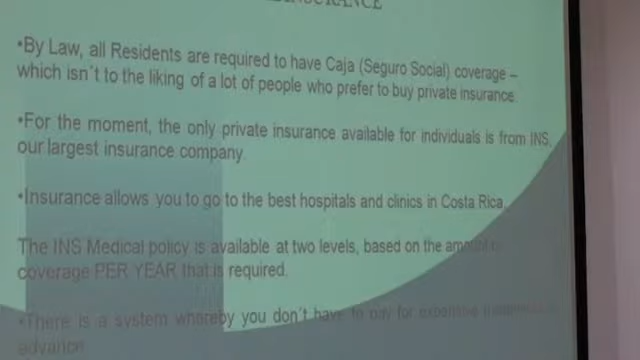 INSURANCE
•By Law, all Residents are required to have Caja (Seguro Social) coverage –
which isn´t to the liking of a lot of people who prefer to buy private insurance.
•For the moment, the only private insurance available for individuals is from INS,
our largest insurance company.
•Insurance allows you to go to the best hospitals and clinics in Costa Rica.
The INS Medical policy is available at two levels, based on the amount
coverage PER YEAR that is required.
•There is a system whereby you don´t have to pay for expensive
advance.